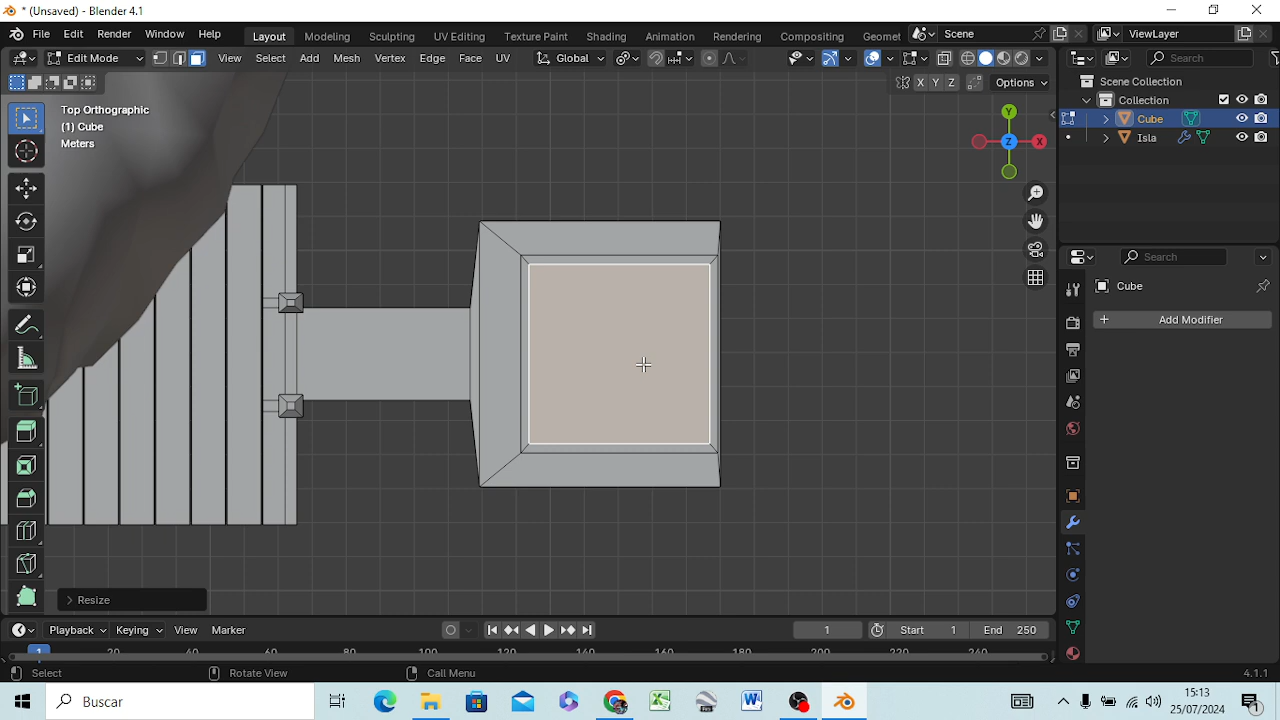 * (Unsaved) - Blender 4.1
File Edit Render Window Help Layout Modeling Sculpting UV Editing Texture Paint Shading Animation Rendering Compositing Geomet Scene ViewLayer
Edit Mode View Select Add Mesh Vertex Edge Face UV Global Search
X Y Z Options
Top Orthographic
(1) Cube
Meters
Y
X
Z
Scene Collection
Collection
Cube
Isla
Search
Cube
Add Modifier
Resize
Playback Keying View Marker 1 Start 1 End 250
1 20 40 60 80 100 120 140 160 180 200 220 240
Select Rotate View Call Menu 4.1.1
Buscar
15:13
25/07/2024